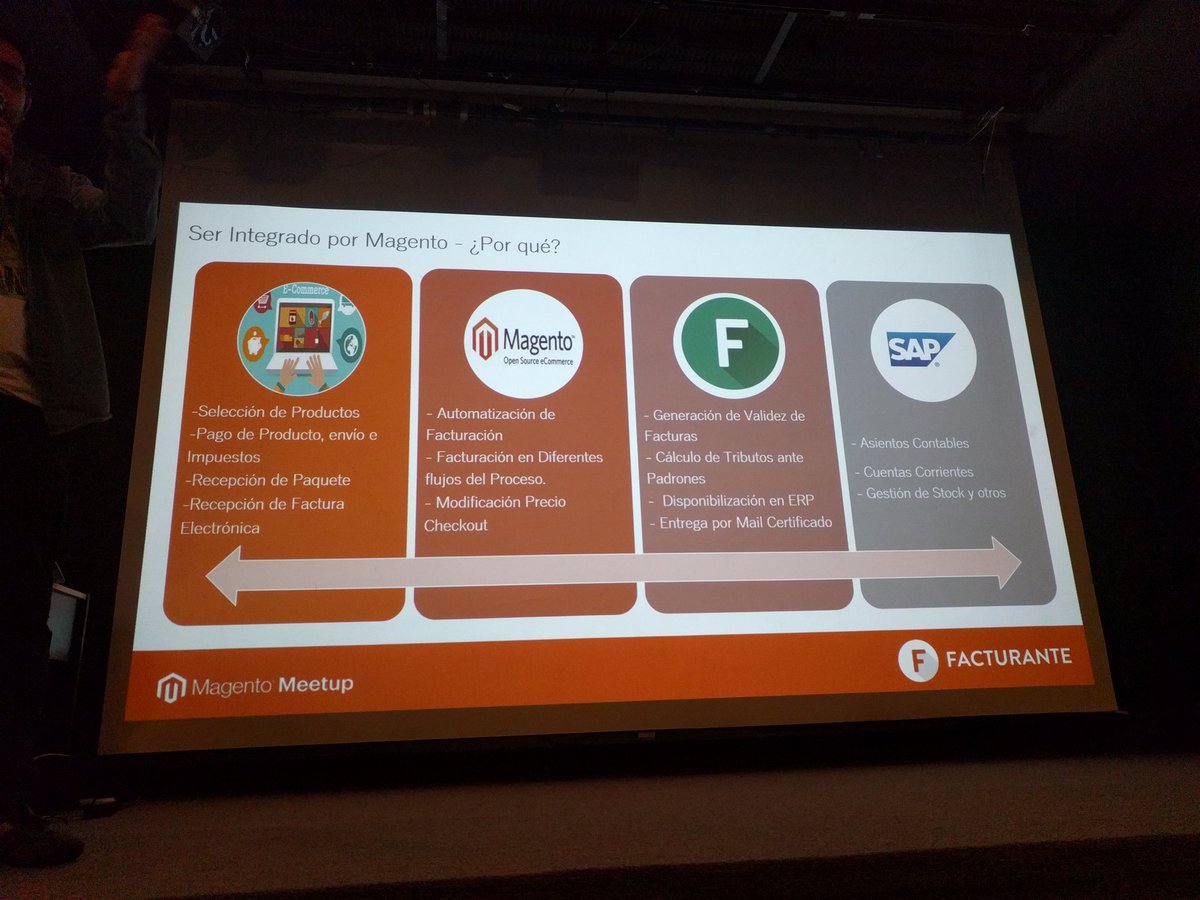 Ser Integrado por Magento - ¿Por qué?
E-Commerce
-Selección de Productos
-Pago de Producto, envío e
Impuestos
-Recepción de Paquete
-Recepción de Factura
Electrónica
Magento
Open Source eCommerce
- Automatización de
Facturación
- Facturación en Diferentes
flujos del Proceso.
- Modificación Precio
Checkout
F
- Generación de Validez de
Facturas
- Cálculo de Tributos ante
Padrones
- Disponibilización en ERP
- Entrega por Mail Certificado
SAP®
- Asientos Contables
- Cuentas Corrientes
- Gestión de Stock y otros
Magento Meetup
F FACTURANTE